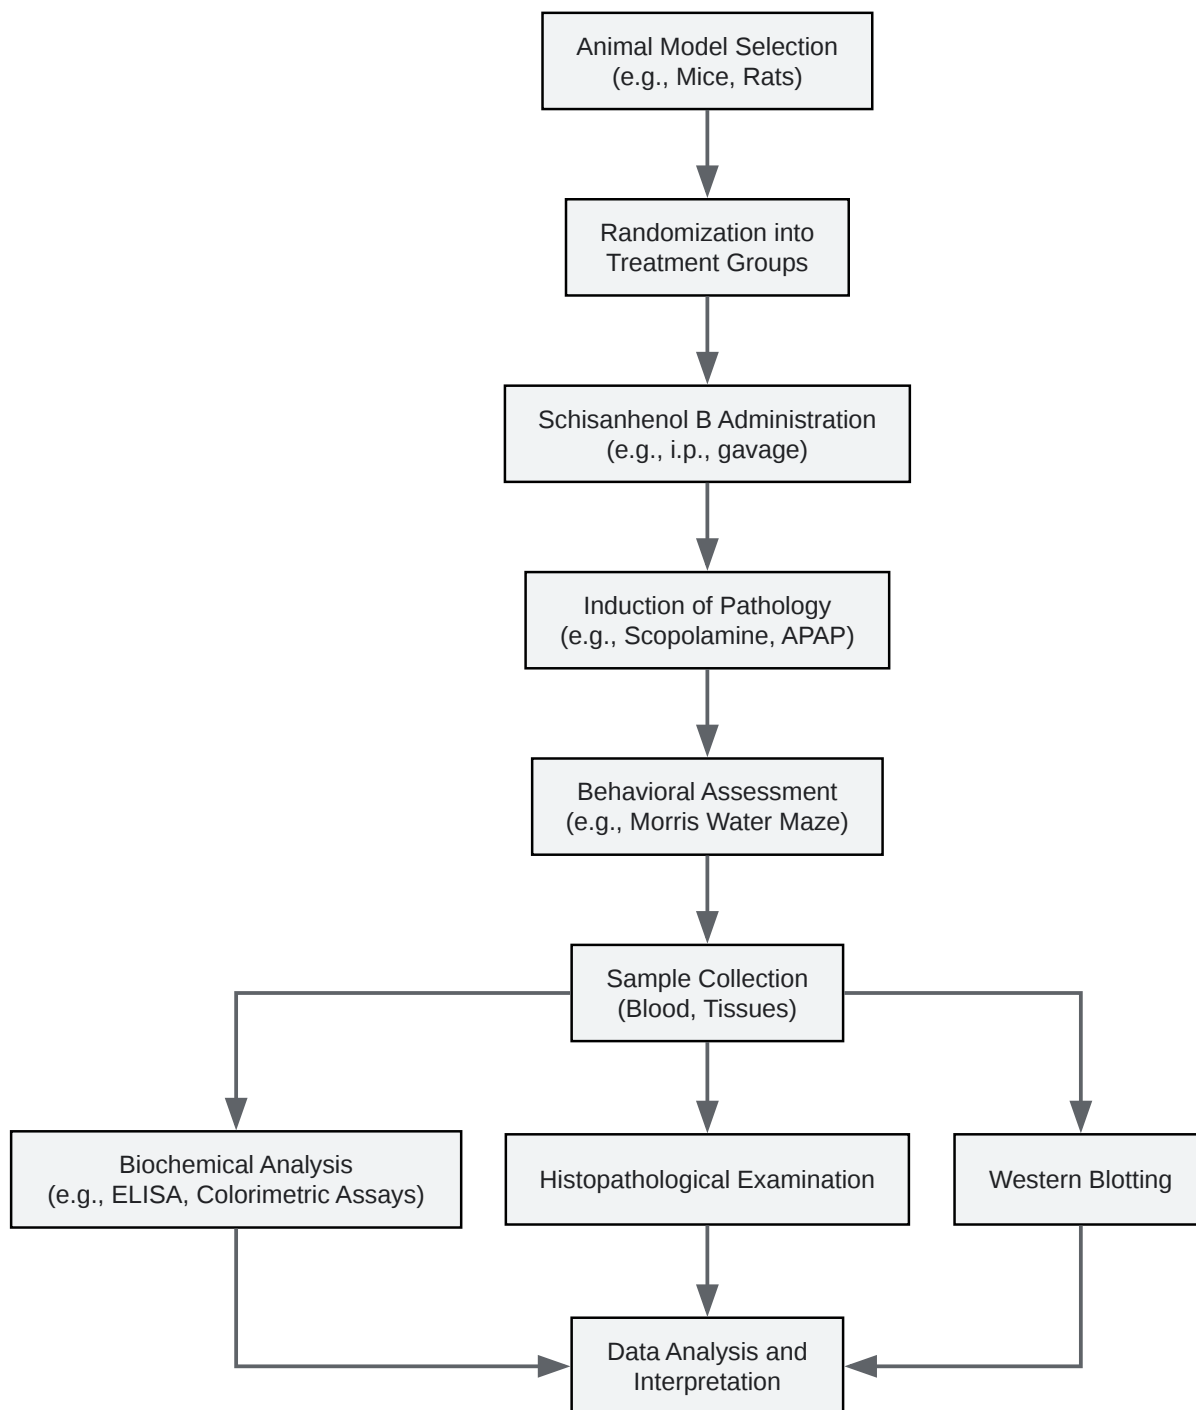 Animal Model Selection
(e.g., Mice, Rats)
Randomization into
Treatment Groups
Schisanhenol B Administration
(e.g., i.p., gavage)
Induction of Pathology
(e.g., Scopolamine, APAP)
Behavioral Assessment
(e.g., Morris Water Maze)
Sample Collection
(Blood, Tissues)
Biochemical Analysis
(e.g., ELISA, Colorimetric Assays)
Histopathological Examination
Western Blotting
Data Analysis and
Interpretation